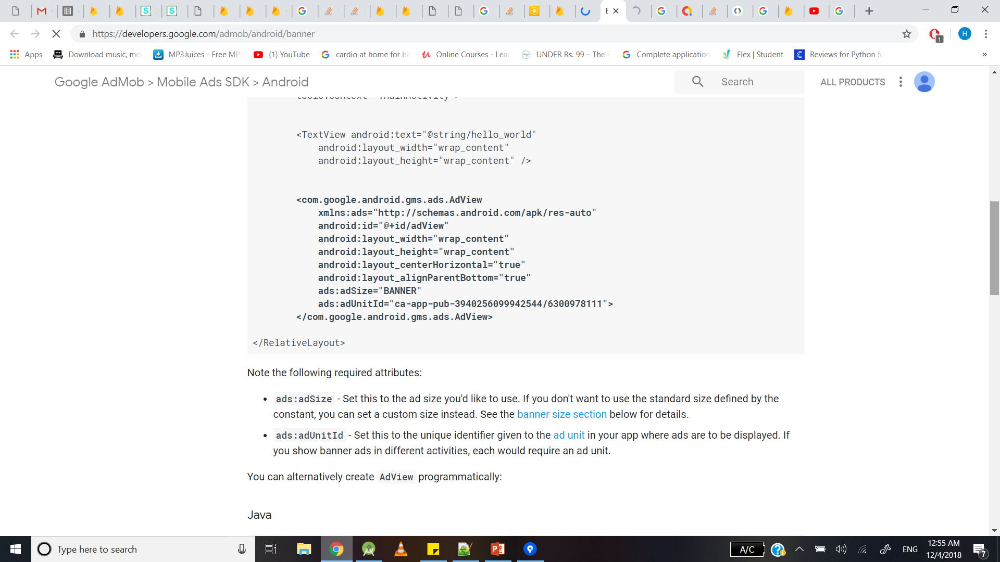 E
https://developers.google.com/admob/android/banner
1
H
Apps
Download music, mo
MP3Juices - Free MP3
(1) YouTube
cardio at home for be
Online Courses - Lear
UNDER Rs. 99 – The E
Complete application
Flex | Student
Reviews for Python fo
»
Google AdMob > Mobile Ads SDK > Android
Search
ALL PRODUCTS
<TextView android:text="@string/hello_world"
android:layout_width="wrap_content"
android:layout_height="wrap_content" />
<com.google.android.gms.ads.AdView
xmlns:ads="http://schemas.android.com/apk/res-auto"
android:id="@+id/adView"
android:layout_width="wrap_content"
android:layout_height="wrap_content"
android:layout_centerHorizontal="true"
android:layout_alignParentBottom="true"
ads:adSize="BANNER"
ads:adUnitId="ca-app-pub-3940256099942544/6300978111">
</com.google.android.gms.ads.AdView>
</RelativeLayout>
Note the following required attributes:
• ads:adSize - Set this to the ad size you'd like to use. If you don't want to use the standard size defined by the
constant, you can set a custom size instead. See the banner size section below for details.
• ads:adUnitId - Set this to the unique identifier given to the ad unit in your app where ads are to be displayed. If
you show banner ads in different activities, each would require an ad unit.
You can alternatively create AdView programmatically:
Java
Type here to search
A/C
ENG
12:55 AM
12/4/2018
7